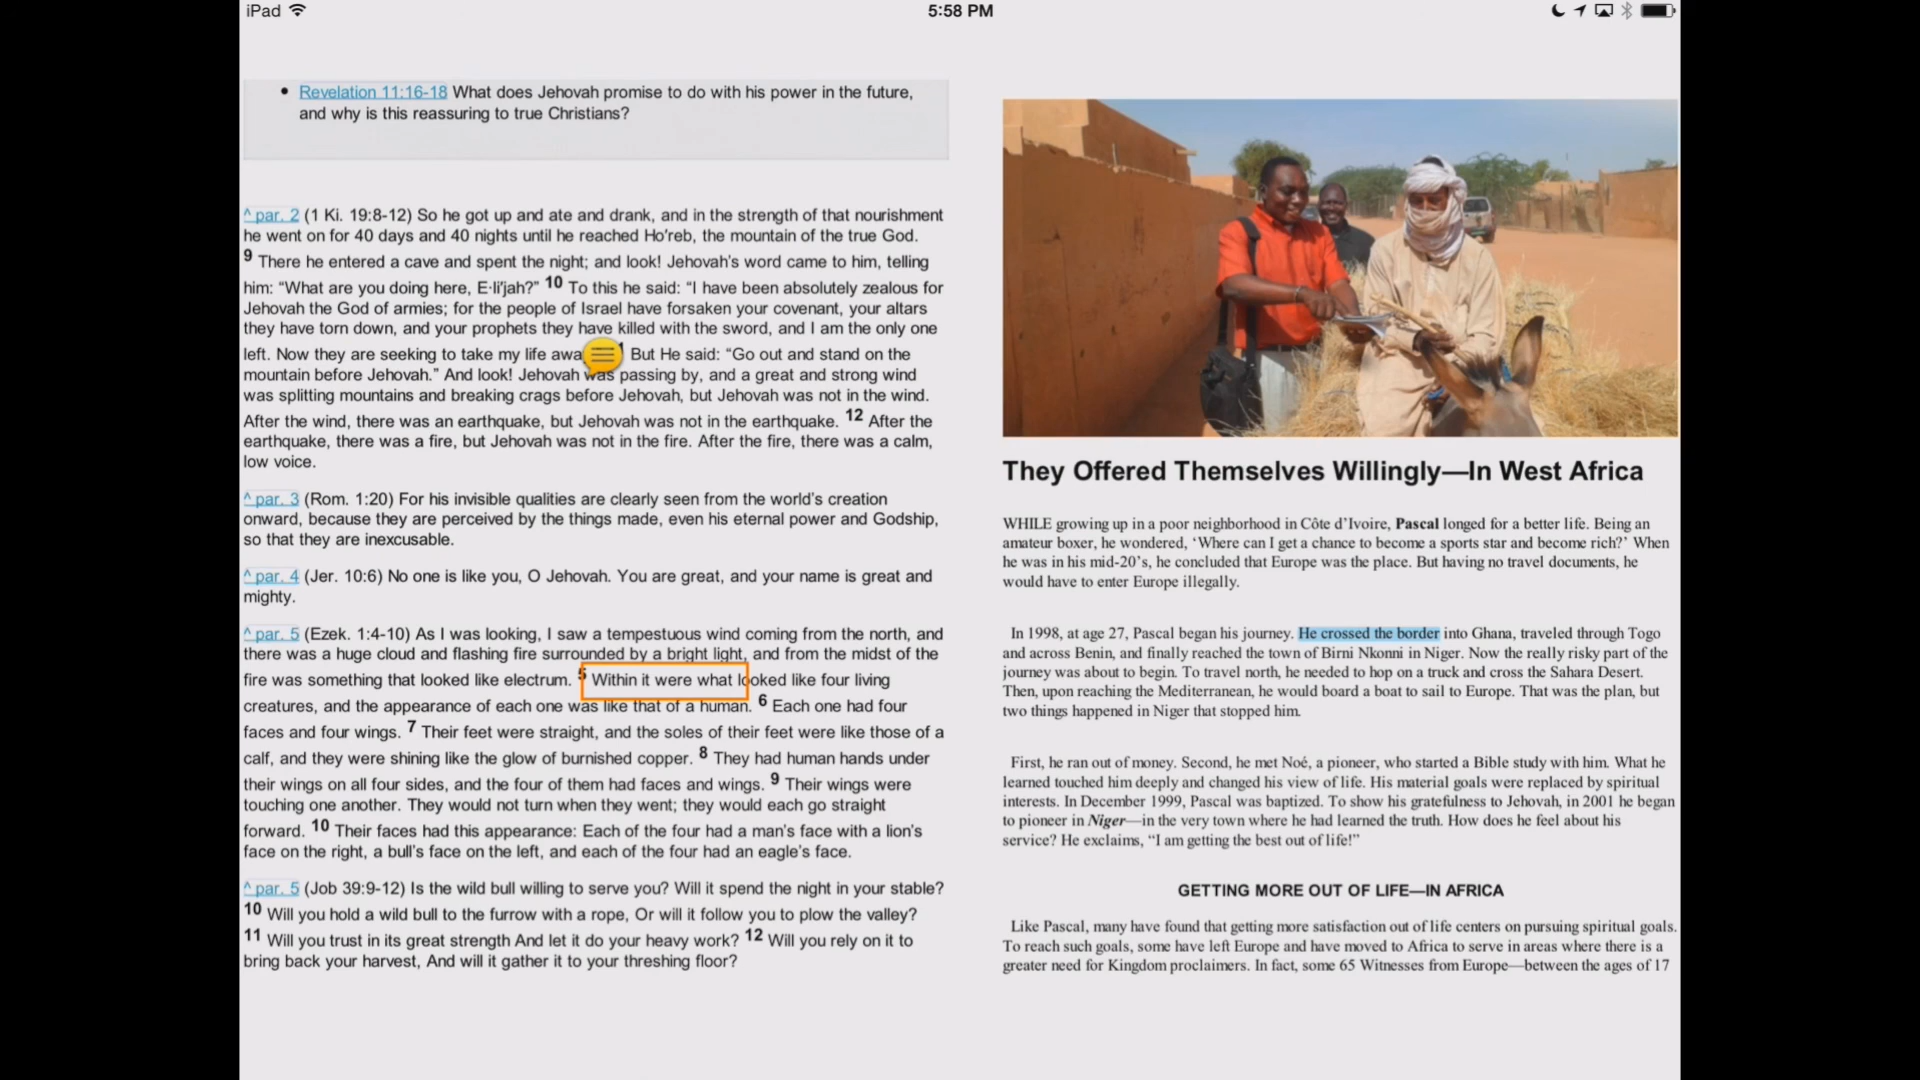 iPad
5:58 PM
• Revelation 11:16-18 What does Jehovah promise to do with his power in the future,
and why is this reassuring to true Christians?
^ par. 2 (1 Ki. 19:8-12) So he got up and ate and drank, and in the strength of that nourishment
he went on for 40 days and 40 nights until he reached Ho′reb, the mountain of the true God.
9 There he entered a cave and spent the night; and look! Jehovah’s word came to him, telling
him: “What are you doing here, E·li′jah?” 10 To this he said: “I have been absolutely zealous for
Jehovah the God of armies; for the people of Israel have forsaken your covenant, your altars
they have torn down, and your prophets they have killed with the sword, and I am the only one
left. Now they are seeking to take my life But He said: “Go out and stand on the
mountain before Jehovah.” And look! Jehovah was passing by, and a great and strong wind
was splitting mountains and breaking crags before Jehovah, but Jehovah was not in the wind.
After the wind, there was an earthquake, but Jehovah was not in the earthquake. 12 After the
earthquake, there was a fire, but Jehovah was not in the fire. After the fire, there was a calm,
low voice.
^ par. 3 (Rom. 1:20) For his invisible qualities are clearly seen from the world’s creation
onward, because they are perceived by the things made, even his eternal power and Godship,
so that they are inexcusable.
^ par. 4 (Jer. 10:6) No one is like you, O Jehovah. You are great, and your name is great and
mighty.
^ par. 5 (Ezek. 1:4-10) As I was looking, I saw a tempestuous wind coming from the north, and
there was a huge cloud and flashing fire surrounded by a bright light, and from the midst of the
fire was something that looked like electrum. 5 Within it were what looked like four living
creatures, and the appearance of each one was like that of a human. 6 Each one had four
faces and four wings. 7 Their feet were straight, and the soles of their feet were like those of a
calf, and they were shining like the glow of burnished copper. 8 They had human hands under
their wings on all four sides, and the four of them had faces and wings. 9 Their wings were
touching one another. They would not turn when they went; they would each go straight
forward. 10 Their faces had this appearance: Each of the four had a man’s face with a lion’s
face on the right, a bull’s face on the left, and each of the four had an eagle’s face.
^ par. 5 (Job 39:9-12) Is the wild bull willing to serve you? Will it spend the night in your stable?
10 Will you hold a wild bull to the furrow with a rope, Or will it follow you to plow the valley?
11 Will you trust in its great strength And let it do your heavy work? 12 Will you rely on it to
bring back your harvest, And will it gather it to your threshing floor?
They Offered Themselves Willingly—In West Africa
WHILE growing up in a poor neighborhood in Côte d’Ivoire, Pascal longed for a better life. Being an
amateur boxer, he wondered, ‘Where can I get a chance to become a sports star and become rich?’ When
he was in his mid-20’s, he concluded that Europe was the place. But having no travel documents, he
would have to enter Europe illegally.
In 1998, at age 27, Pascal began his journey. He crossed the border into Ghana, traveled through Togo
and across Benin, and finally reached the town of Birni Nkonni in Niger. Now the really risky part of the
journey was about to begin. To travel north, he needed to hop on a truck and cross the Sahara Desert.
Then, upon reaching the Mediterranean, he would board a boat to sail to Europe. That was the plan, but
two things happened in Niger that stopped him.
First, he ran out of money. Second, he met Noé, a pioneer, who started a Bible study with him. What he
learned touched him deeply and changed his view of life. His material goals were replaced by spiritual
interests. In December 1999, Pascal was baptized. To show his gratefulness to Jehovah, in 2001 he began
to pioneer in Niger—in the very town where he had learned the truth. How does he feel about his
service? He exclaims, “I am getting the best out of life!”
GETTING MORE OUT OF LIFE—IN AFRICA
Like Pascal, many have found that getting more satisfaction out of life centers on pursuing spiritual goals.
To reach such goals, some have left Europe and have moved to Africa to serve in areas where there is a
greater need for Kingdom proclaimers. In fact, some 65 Witnesses from Europe—between the ages of 17